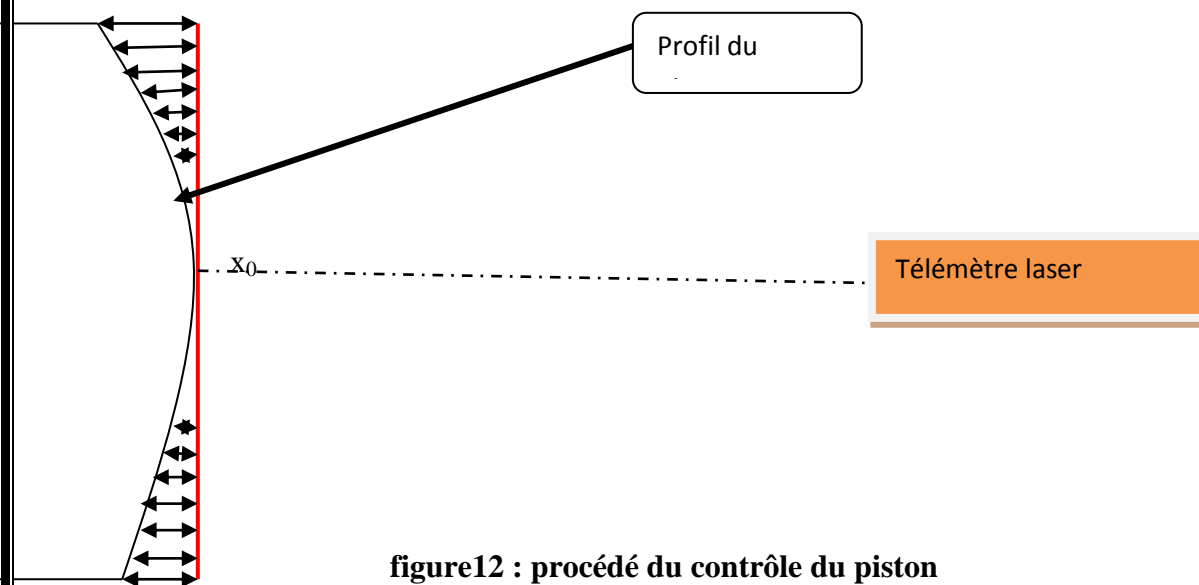 Profil du
x0
Télémètre laser
figure12 : procédé du contrôle du piston